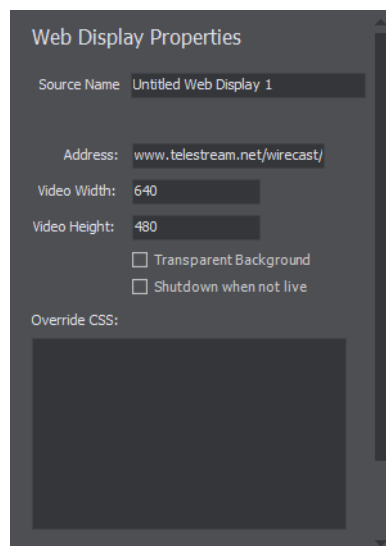 Web Display Properties
Source Name Untitled Web Display 1
Address: www.telestream.net/wirecast/
Video Width: 640
Video Height: 480
Transparent Background
Shutdown when not live
Override CSS: